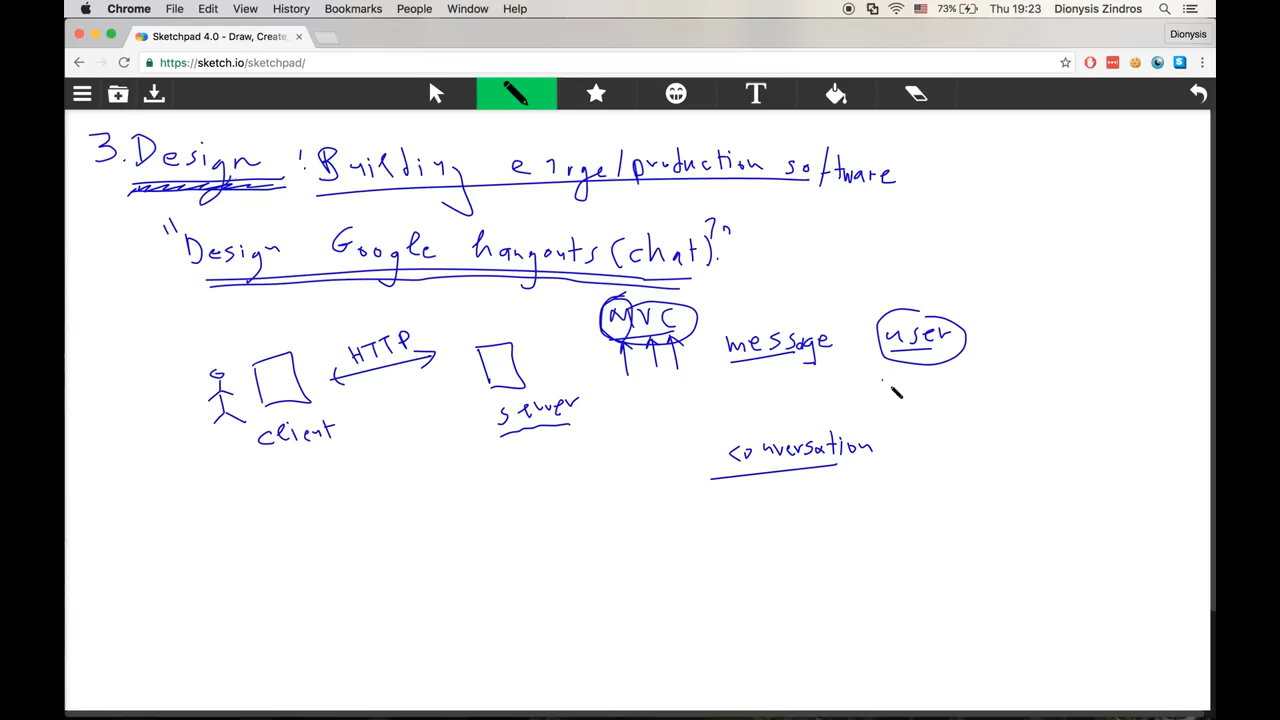 Chrome File Edit View History Bookmarks People Window Help 73% Thu 19:23 Dionysis Zindros
Sketchpad 4.0 - Draw, Create, Dionysis
https://sketch.io/sketchpad/
T
3. Design : Building /production software
"Design Google hangouts (chat)?"
MVC message user
HTTP
client server
conversation